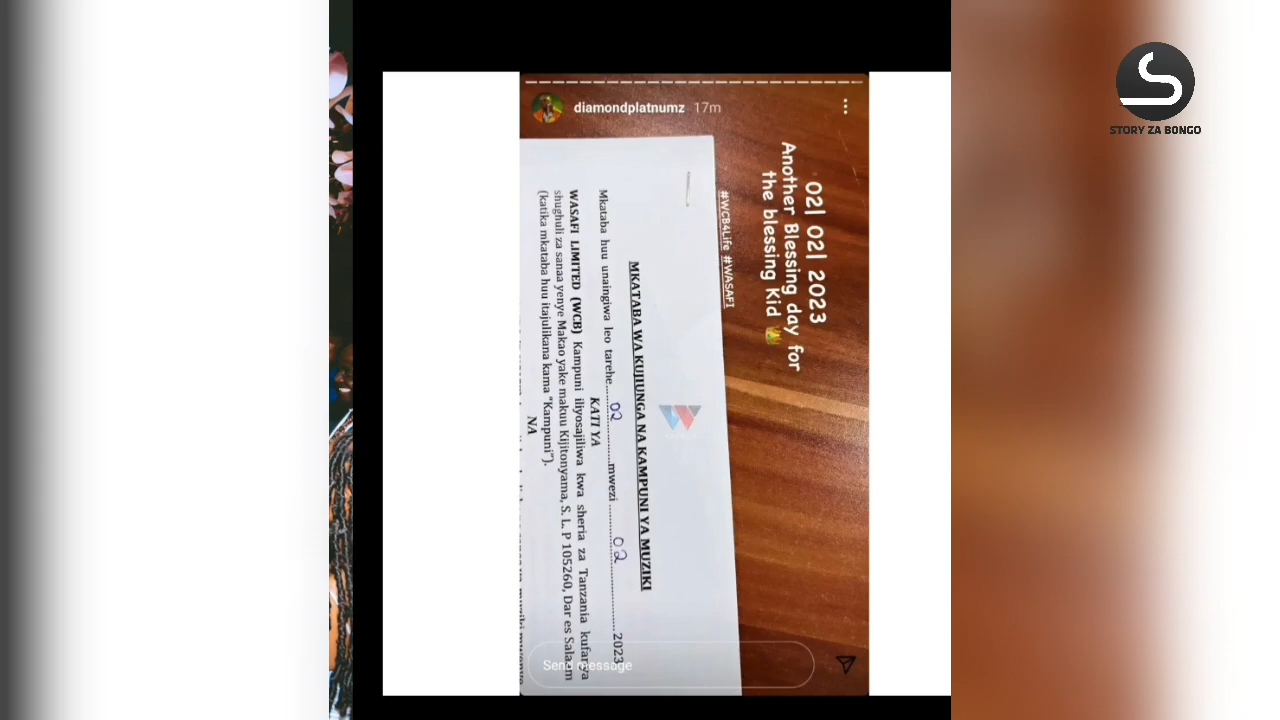 STORY ZA BONGO
diamondplatnumz 17m
02| 02| 2023
Another Blessing day for
the blessing Kid 👑
#WCB4Life #WASAFI
MKATABA WA KUJIUNGA NA KAMPUNI YA MUZIKI
Mkataba huu unaingiwa leo tarehe.......02...........mwezi ..........02...............2023
KATI YA
WASAFI LIMITED (WCB) Kampuni iliyosajiliwa kwa sheria za Tanzania kufanya
shughuli za sanaa yenye Makao yake makuu Kijitonyama, S. L. P 105260, Dar es Salaam
(katika mkataba huu itajulikana kama "Kampuni").
NA
Send message